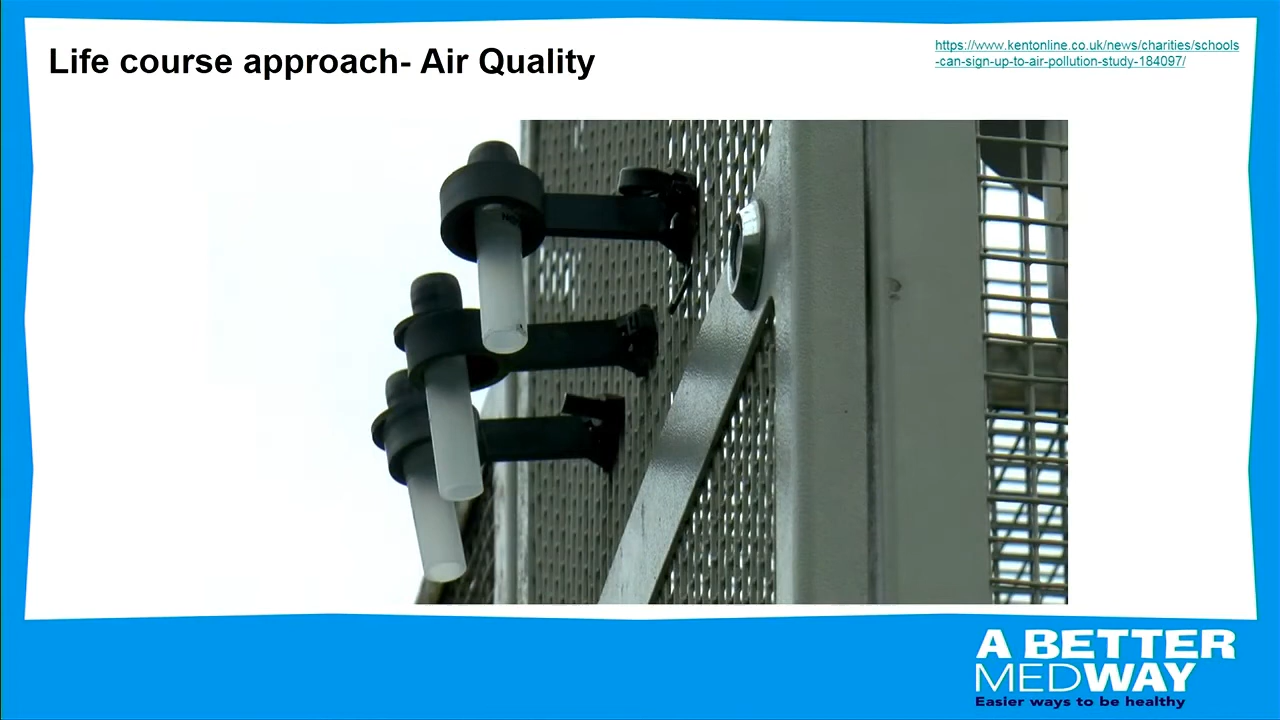 Life course approach- Air Quality
https://www.kentonline.co.uk/news/charities/schools
-can-sign-up-to-air-pollution-study-184097/
A BETTER
MEDWAY
Easier ways to be healthy